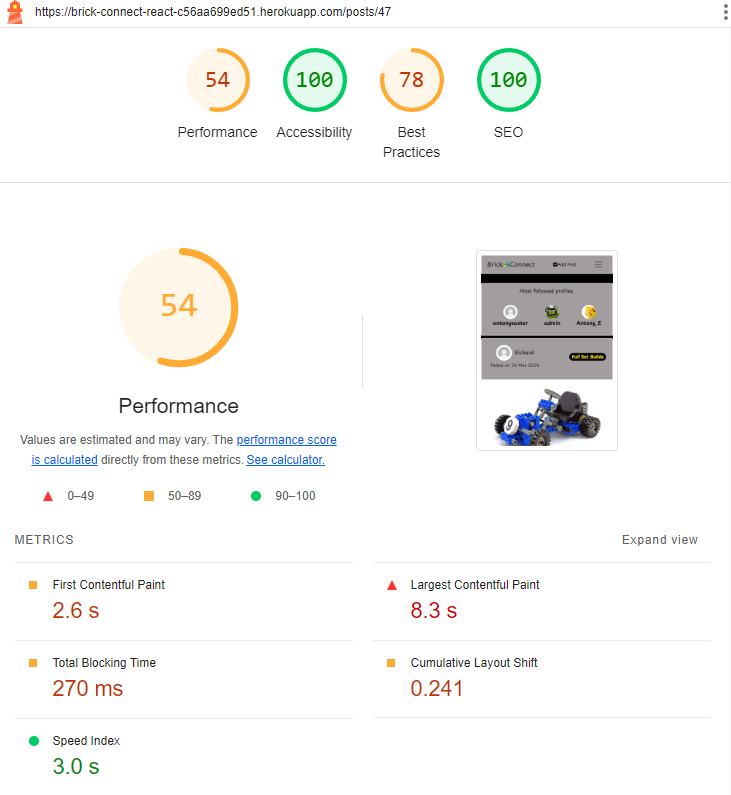 https://brick-connect-react-c56aa699ed51.herokuapp.com/posts/47
54
100
78
100
Performance
Accessibility
Best
Practices
SEO
54
Performance
Values are estimated and may vary. The performance score
is calculated directly from these metrics. See calculator.
0–49
50–89
90–100
Brick Connect
Add Post
Most followed profiles.
antonyeaster
admin
Antony_E
Richard
Full Set Builds
Posted on: 24 Mar 2024
9
METRICS
Expand view
First Contentful Paint
2.6 s
Largest Contentful Paint
8.3 s
Total Blocking Time
270 ms
Cumulative Layout Shift
0.241
Speed Index
3.0 s